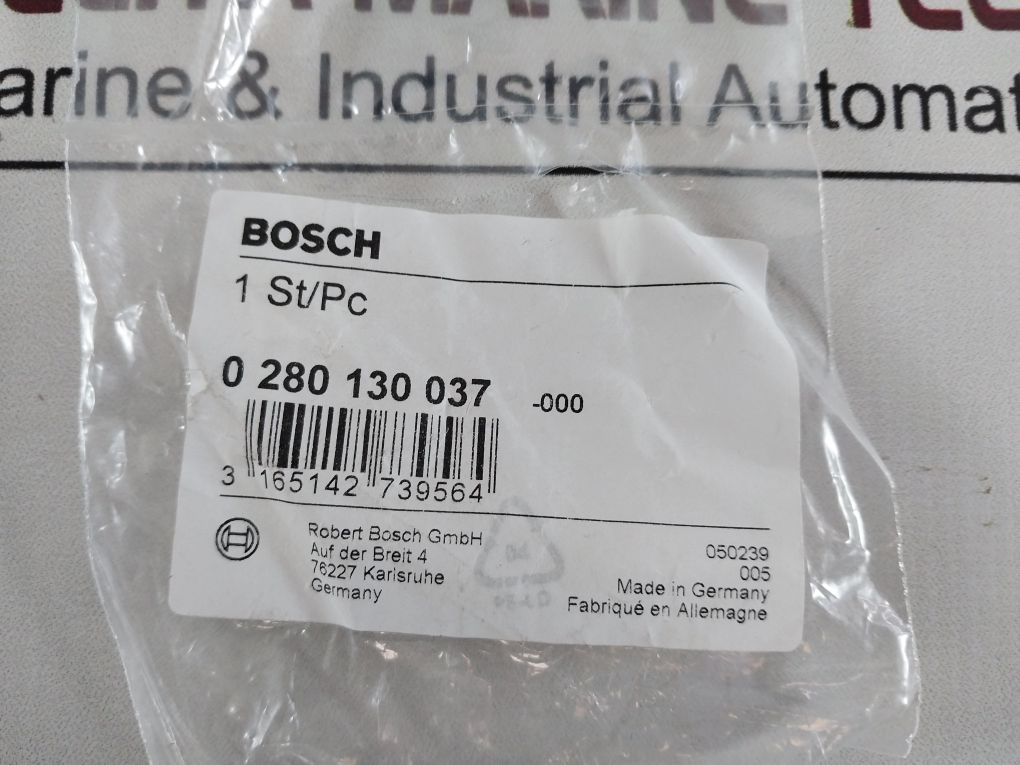 arine & Industrial Automat
BOSCH
1 St/Pc
0 280 130 037 -000
3 165142 739564
Robert Bosch GmbH
Auf der Breit 4
76227 Karlsruhe
Germany
050239
005
Made in Germany
Fabriqué en Allemagne